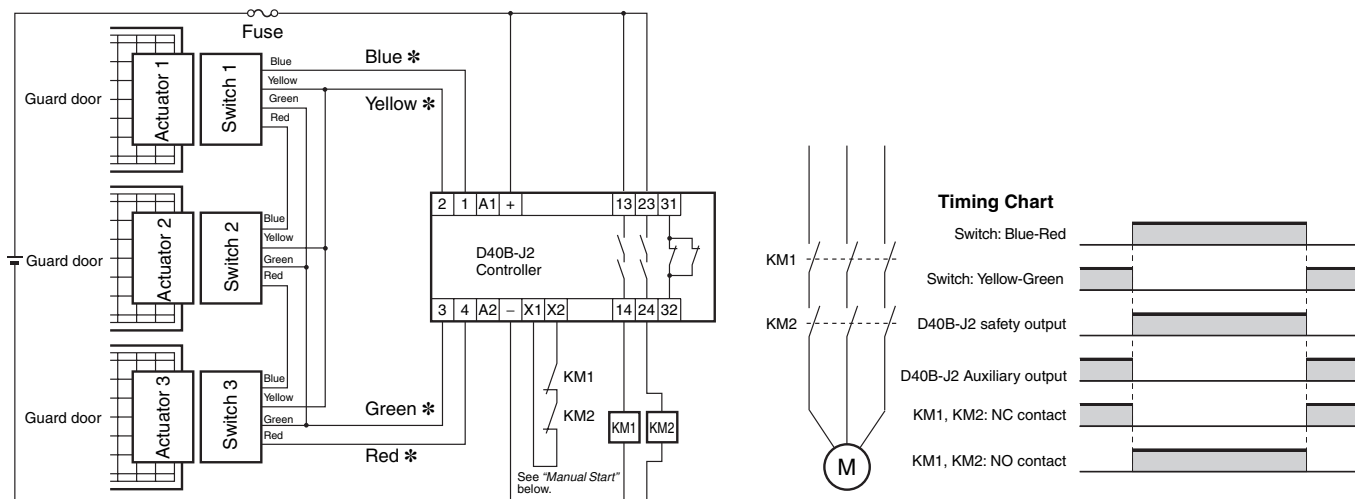 Fuse
Guard door
Actuator 1
Switch 1
Blue
Yellow
Green
Red
Blue ✻
Yellow ✻
Guard door
Actuator 2
Switch 2
Blue
Yellow
Green
Red
Guard door
Actuator 3
Switch 3
Blue
Yellow
Green
Red
Green ✻
Red ✻
2 1 A1 + 13 23 31
D40B-J2
Controller
3 4 A2 − X1 X2 14 24 32
KM1
KM2
KM1 KM2
See "Manual Start"
below.
KM1
KM2
M
Timing Chart
Switch: Blue-Red
Switch: Yellow-Green
D40B-J2 safety output
D40B-J2 Auxiliary output
KM1, KM2: NC contact
KM1, KM2: NO contact